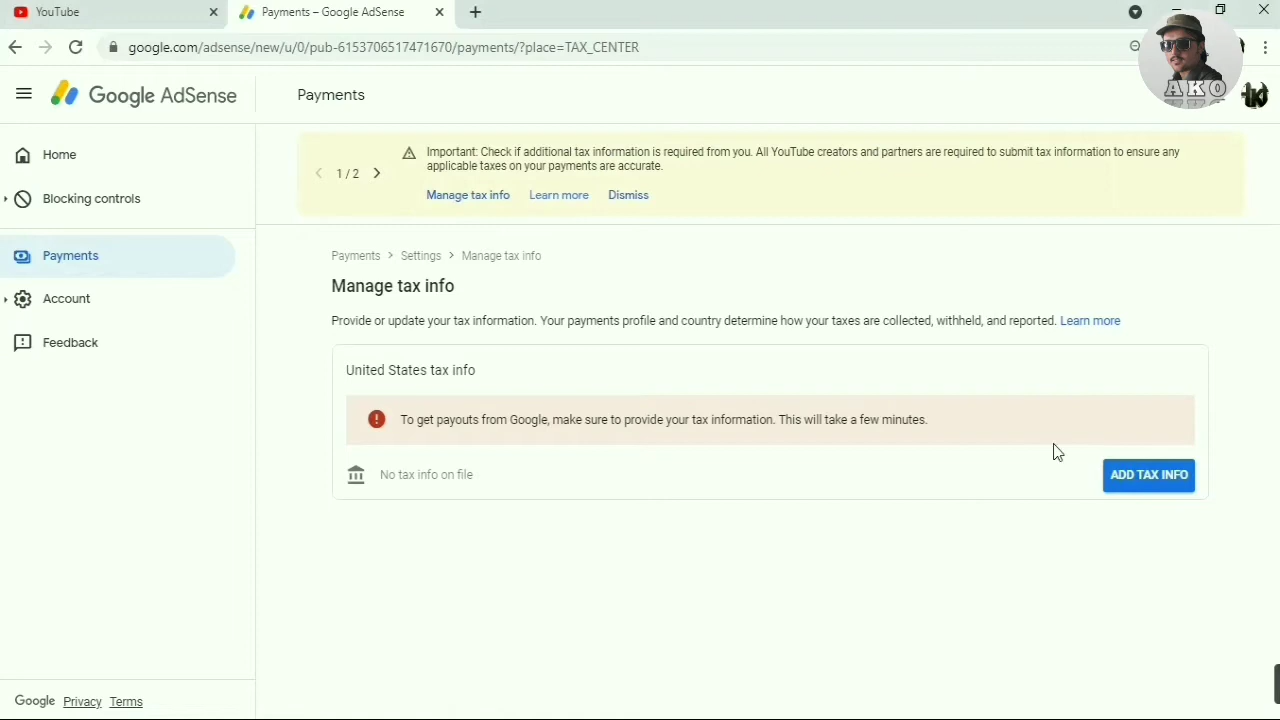 YouTube
Payments – Google AdSense
google.com/adsense/new/u/0/pub-6153706517471670/payments/?place=TAX_CENTER
AKO
Google AdSense
Payments
Home
Blocking controls
Payments
Account
Feedback
1 / 2
Important: Check if additional tax information is required from you. All YouTube creators and partners are required to submit tax information to ensure any
applicable taxes on your payments are accurate.
Manage tax info Learn more Dismiss
Payments > Settings > Manage tax info
Manage tax info
Provide or update your tax information. Your payments profile and country determine how your taxes are collected, withheld, and reported. Learn more
United States tax info
To get payouts from Google, make sure to provide your tax information. This will take a few minutes.
No tax info on file
ADD TAX INFO
Google Privacy Terms